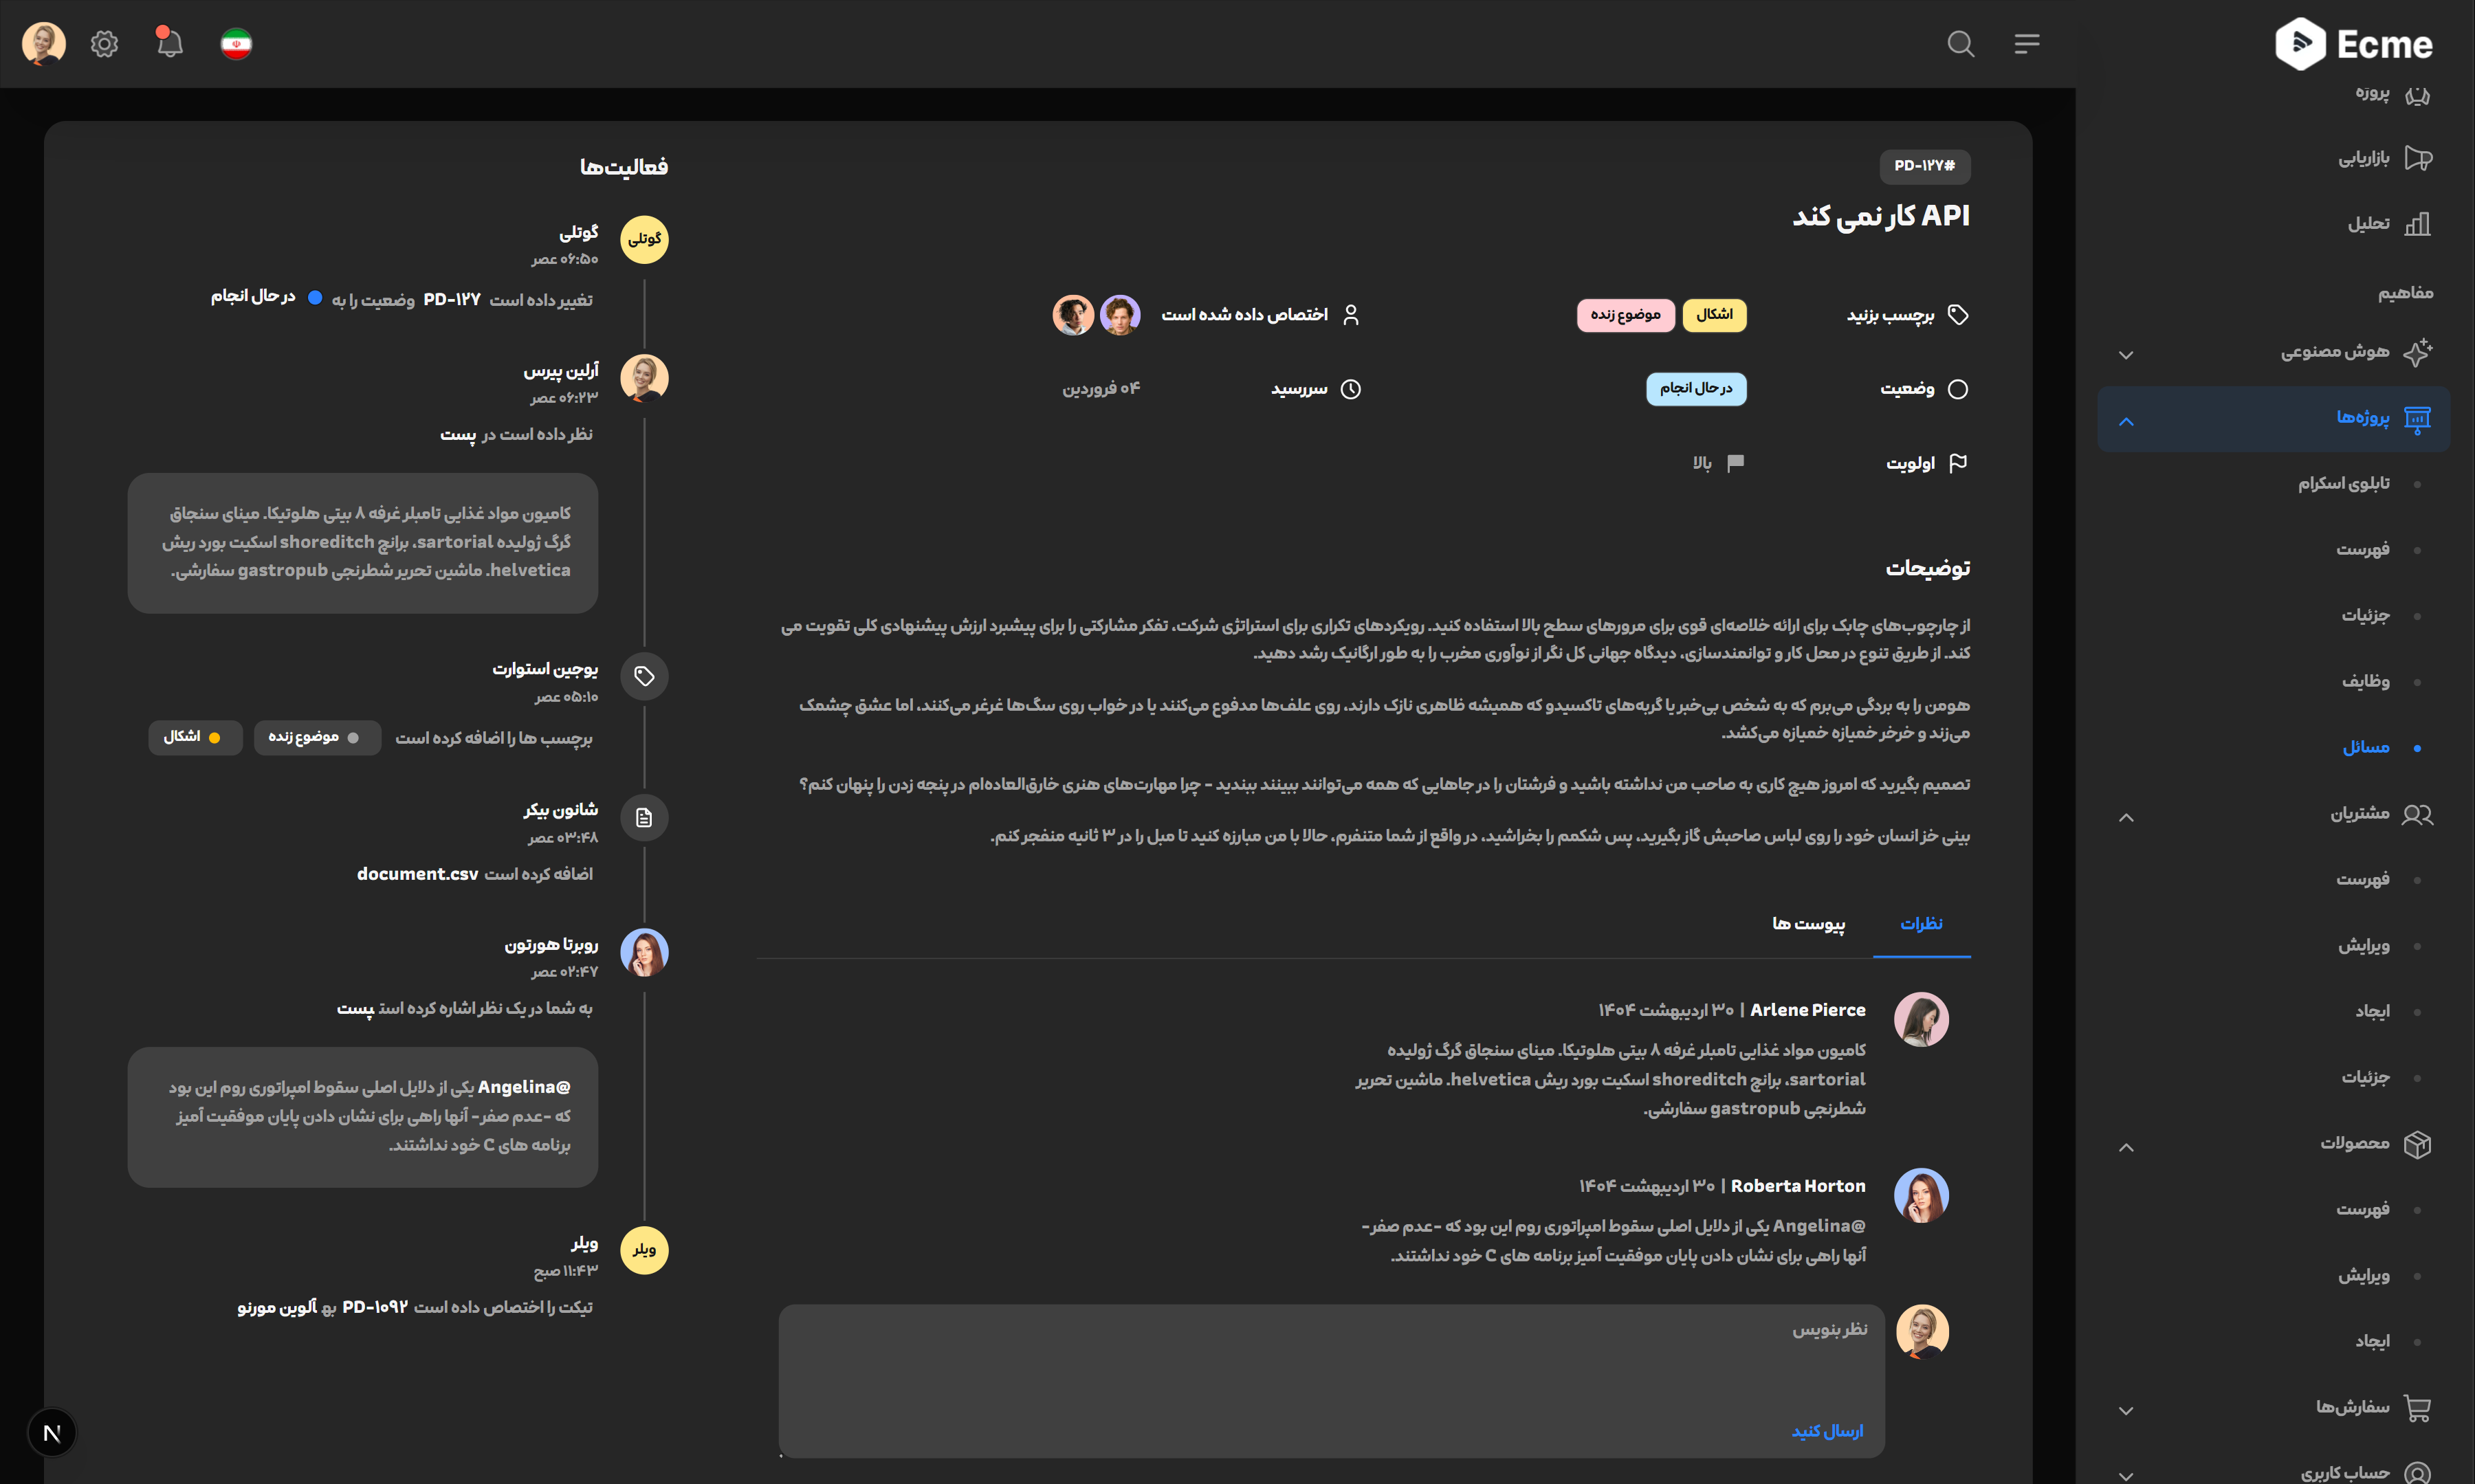 Ecme
پروژه
بازاریابی
تحلیل
مفاهیم
هوش مصنوعی
پروژه‌ها
تابلوی اسکرام
فهرست
جزئیات
وظایف
مسائل
مشتریان
فهرست
ویرایش
ایجاد
جزئیات
محصولات
فهرست
ویرایش
ایجاد
سفارش‌ها
حساب کاربری
#PD-۱۲۷
API کار نمی کند
برچسب بزنید
اشکال
موضوع زنده
اختصاص داده شده است
وضعیت
در حال انجام
سررسید
۰۴ فروردین
اولویت
بالا
توضیحات
از چارچوب‌های چابک برای ارائه خلاصه‌ای قوی برای مرورهای سطح بالا استفاده کنید. رویکردهای تکراری برای استراتژی شرکت، تفکر مشارکتی را برای پیشبرد ارزش پیشنهادی کلی تقویت می
کند. از طریق تنوع در محل کار و توانمندسازی، دیدگاه جهانی کل نگر از نوآوری مخرب را به طور ارگانیک رشد دهید.
هومن را به بردگی می‌برم که به شخص بی‌خبر یا گربه‌های تاکسیدو که همیشه ظاهری نازک دارند، روی علف‌ها مدفوع می‌کنند یا در خواب روی سگ‌ها غرغر می‌کنند، اما عشق چشمک
می‌زند و خرخر خمیازه خمیازه می‌کشد.
تصمیم بگیرید که امروز هیچ کاری به صاحب من نداشته باشید و فرشتان را در جاهایی که همه می‌توانند ببینند ببندید - چرا مهارت‌های هنری خارق‌العاده‌ام در پنجه زدن را پنهان کنم؟
بینی خز انسان خود را روی لباس صاحبش گاز بگیرید، پس شکمم را بخراشید، در واقع از شما متنفرم، حالا با من مبارزه کنید تا مبل را در ۳ ثانیه منفجر کنم.
نظرات
پیوست ها
Arlene Pierce | ۳۰ اردیبهشت ۱۴۰۴
کامیون مواد غذایی تامبلر غرفه ۸ بیتی هلوتیکا. مینای سنجاق گرگ ژولیده
sartorial، برانچ shoreditch اسکیت بورد ریش helvetica. ماشین تحریر
شطرنجی gastropub سفارشی.
Roberta Horton | ۳۰ اردیبهشت ۱۴۰۴
@Angelina یکی از دلایل اصلی سقوط امپراتوری روم این بود که -عدم صفر-
آنها راهی برای نشان دادن پایان موفقیت آمیز برنامه های C خود نداشتند.
نظر بنویس
ارسال کنید
فعالیت‌ها
گوتلی
گوتلی
۰۶:۵۰ عصر
تغییر داده است PD-۱۲۷ وضعیت را به در حال انجام
آرلین پیرس
۰۶:۲۳ عصر
نظر داده است در پست
کامیون مواد غذایی تامبلر غرفه ۸ بیتی هلوتیکا. مینای سنجاق
گرگ ژولیده sartorial، برانچ shoreditch اسکیت بورد ریش
helvetica. ماشین تحریر شطرنجی gastropub سفارشی.
یوجین استوارت
۰۵:۱۰ عصر
برچسب ها را اضافه کرده است موضوع زنده اشکال
شانون بیکر
۰۳:۴۸ عصر
اضافه کرده است document.csv
روبرتا هورتون
۰۲:۴۷ عصر
به شما در یک نظر اشاره کرده است پست
@Angelina یکی از دلایل اصلی سقوط امپراتوری روم این بود
که -عدم صفر- آنها راهی برای نشان دادن پایان موفقیت آمیز
برنامه های C خود نداشتند.
ویلر
ویلر
۱۱:۴۳ صبح
تیکت را اختصاص داده است PD-۱۰۹۲ به آلوین مورنو
N